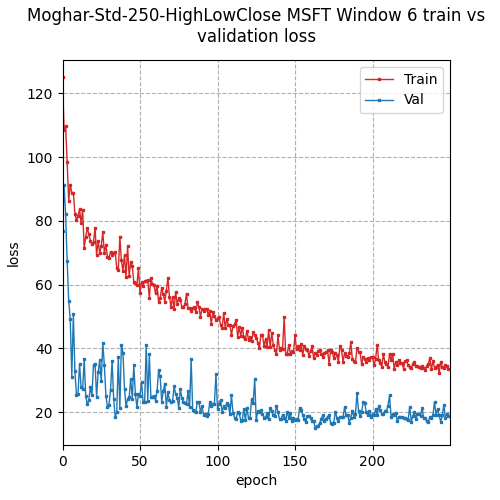 Moghar-Std-250-HighLowClose MSFT Window 6 train vs
validation loss
Train
Val
120
100
80
60
40
20
loss
0
50
100
150
200
epoch